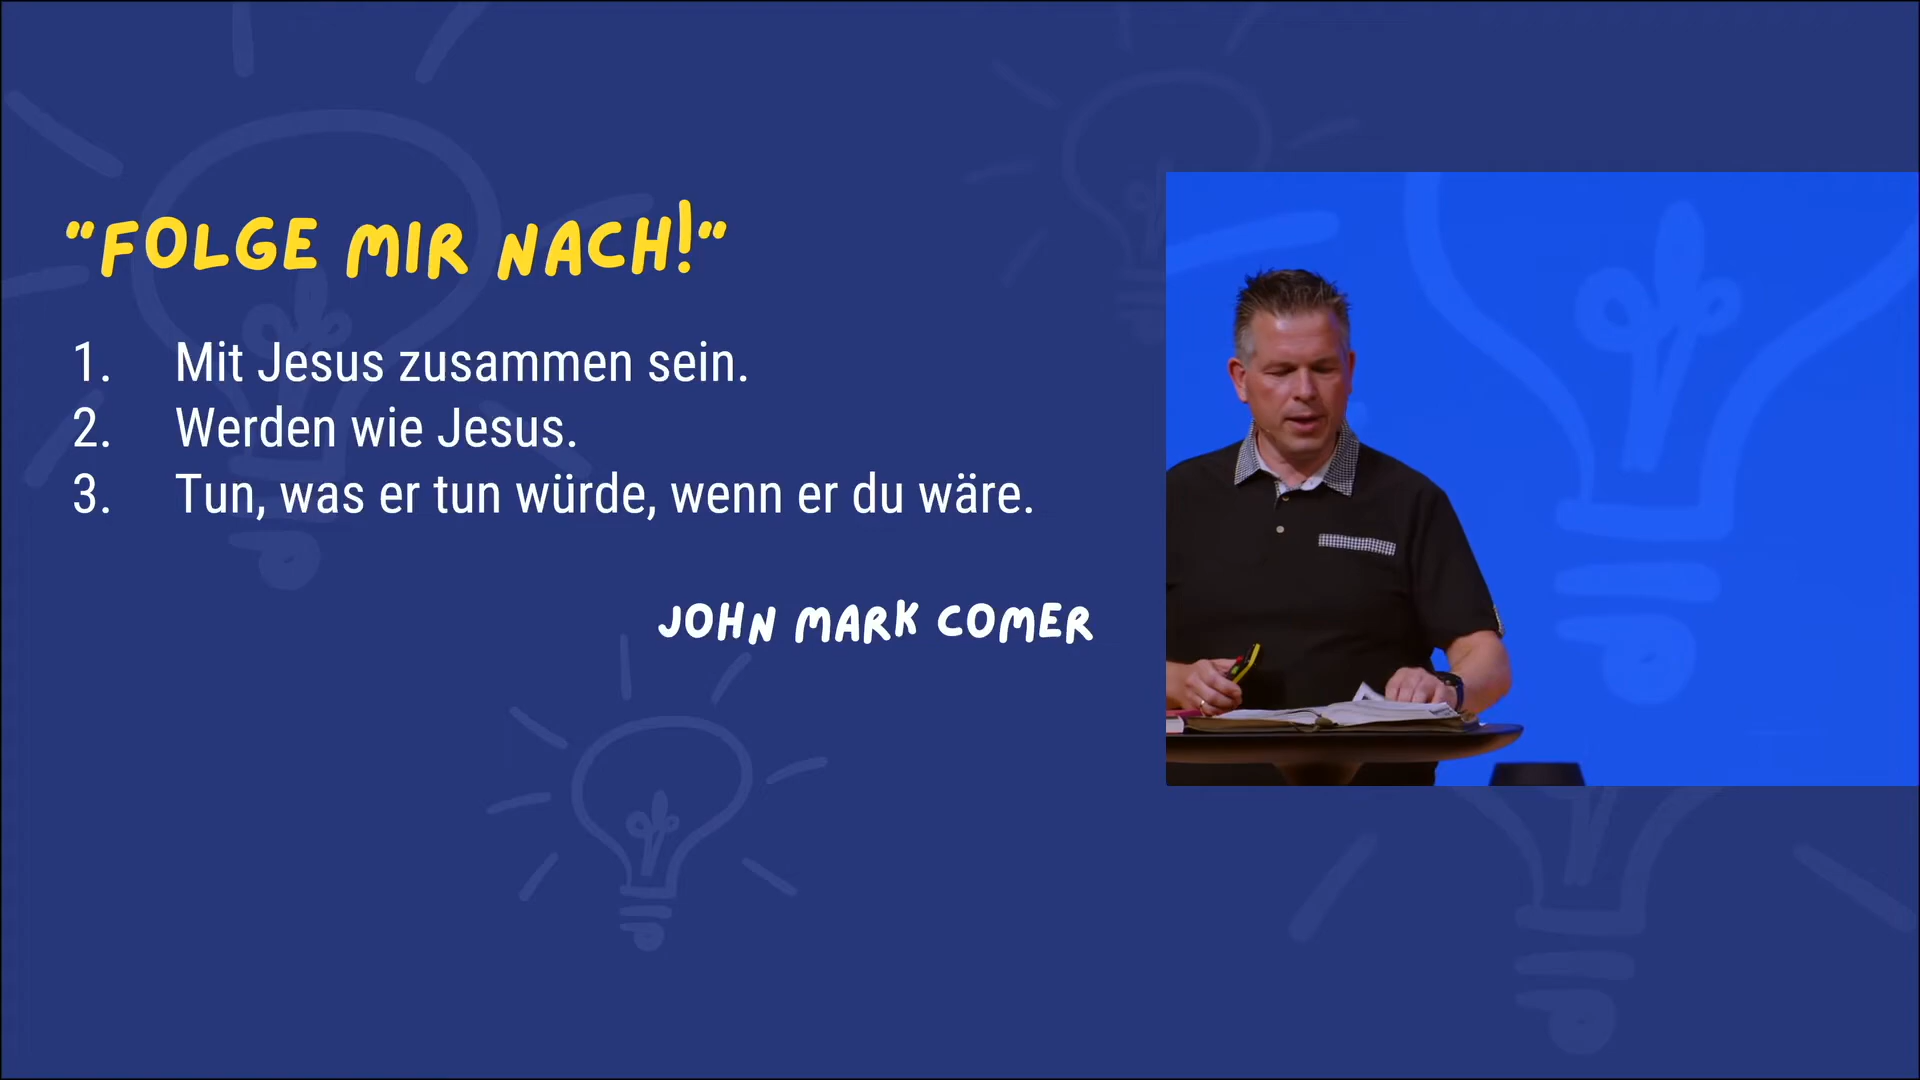 "FOLGE MIR NACH!"
1. Mit Jesus zusammen sein.
2. Werden wie Jesus.
3. Tun, was er tun würde, wenn er du wäre.
JOHN MARK COMER